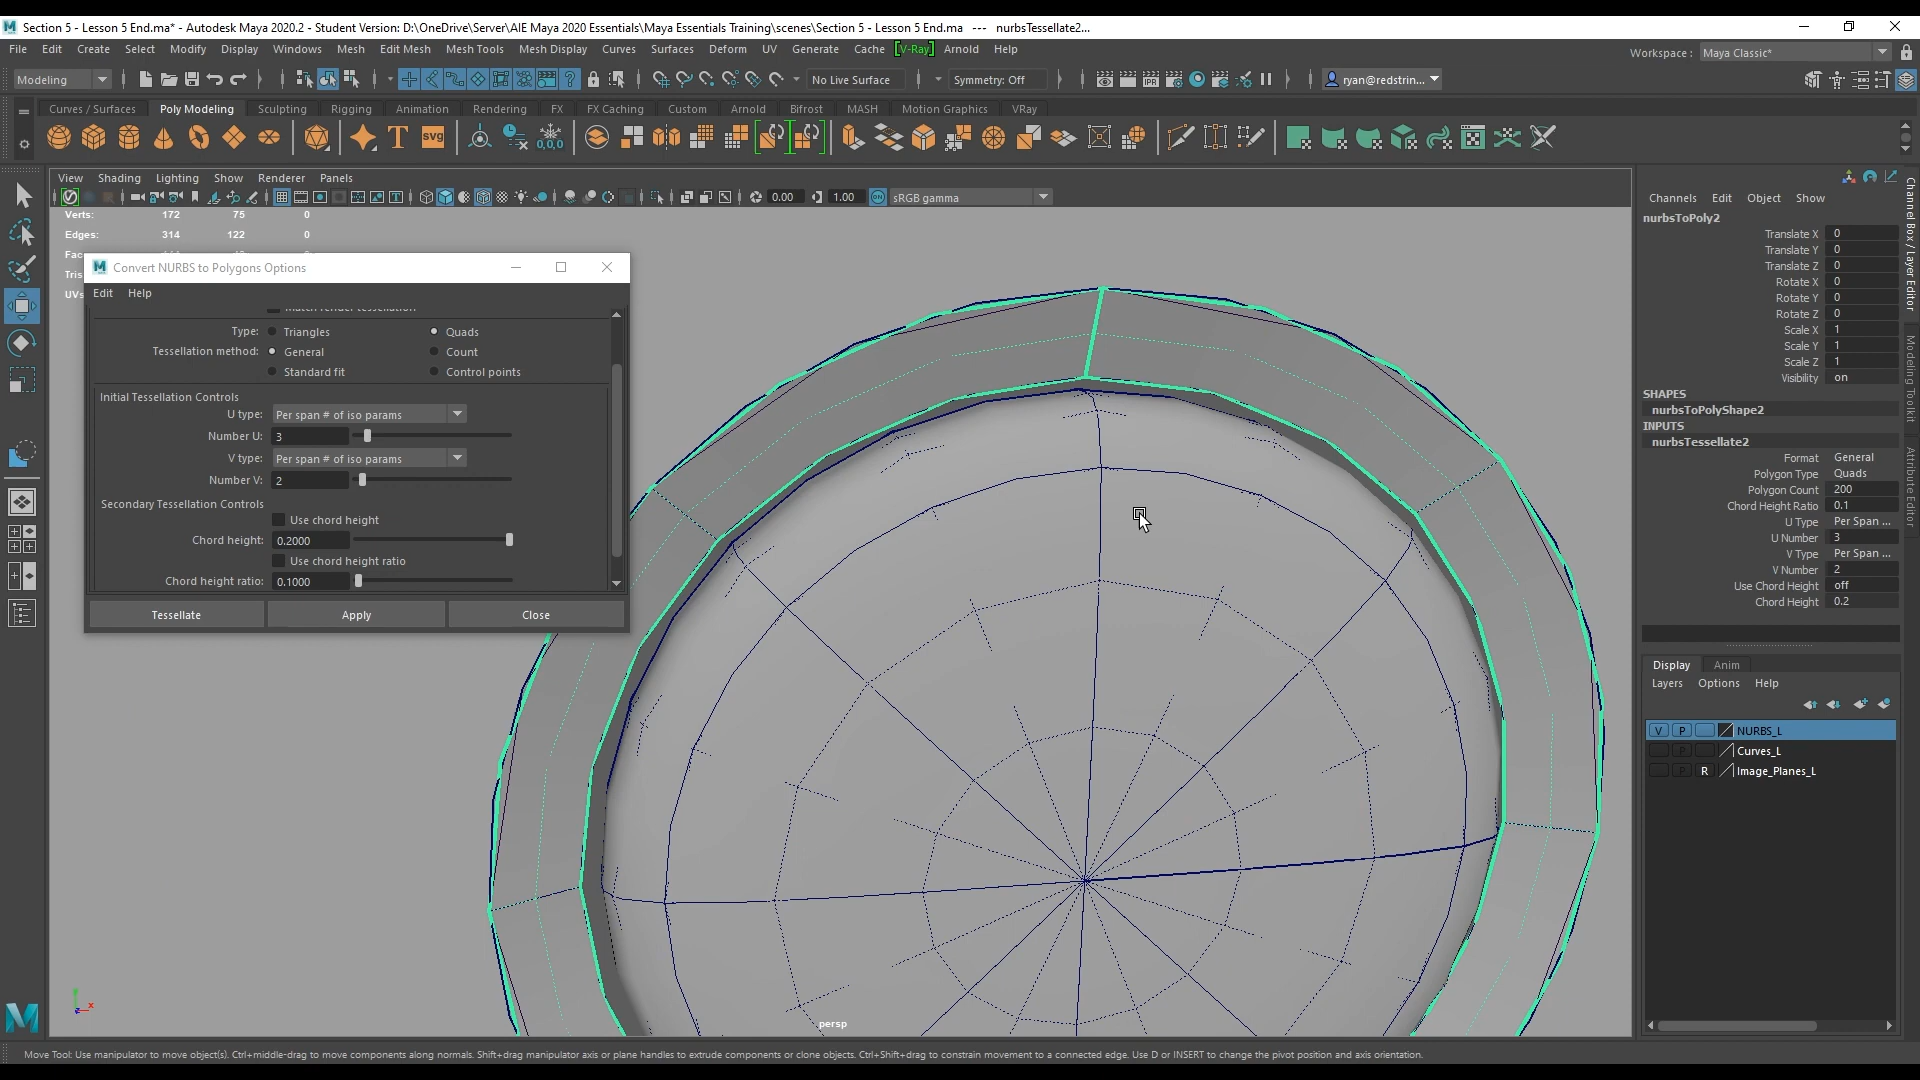 Section 5 - Lesson 5 End.ma* - Autodesk Maya 2020.2 - Student Version: D:\OneDrive\Server\AIE Maya 2020 Essentials\Maya Essentials Training\scenes\Section 5 - Lesson 5 End.ma --- nurbsTessellate2...
File Edit Create Select Modify Display Windows Mesh Edit Mesh Mesh Tools Mesh Display Curves Surfaces Deform UV Generate Cache [V-Ray] Arnold Help
Workspace : Maya Classic*
Modeling
No Live Surface
Symmetry: Off
ryan@redstrin...
Curves / Surfaces Poly Modeling Sculpting Rigging Animation Rendering FX FX Caching Custom Arnold Bifrost MASH Motion Graphics VRay
View Shading Lighting Show Renderer Panels
0.00 1.00 sRGB gamma
Verts: 172 75 0
Edges: 314 122 0
Convert NURBS to Polygons Options
Edit Help
Type: Triangles Quads
Tessellation method: General Count
Standard fit Control points
Initial Tessellation Controls
U type: Per span # of iso params
Number U: 3
V type: Per span # of iso params
Number V: 2
Secondary Tessellation Controls
Use chord height
Chord height: 0.2000
Use chord height ratio
Chord height ratio: 0.1000
Tessellate Apply Close
persp
Channels Edit Object Show
nurbsToPoly2
Translate X 0
Translate Y 0
Translate Z 0
Rotate X 0
Rotate Y 0
Rotate Z 0
Scale X 1
Scale Y 1
Scale Z 1
Visibility on
SHAPES
nurbsToPolyShape2
INPUTS
nurbsTessellate2
Format General
Polygon Type Quads
Polygon Count 200
Chord Height Ratio 0.1
U Type Per Span ...
U Number 3
V Type Per Span ...
V Number 2
Use Chord Height off
Chord Height 0.2
Display Anim
Layers Options Help
V P NURBS_L
P Curves_L
P R Image_Planes_L
Channel Box / Layer Editor
Modeling Toolkit
Attribute Editor
Move Tool: Use manipulator to move object(s). Ctrl+middle-drag to move components along normals. Shift+drag manipulator axis or plane handles to extrude components or clone objects. Ctrl+Shift+drag to constrain movement to a connected edge. Use D or INSERT to change the pivot position and axis orientation.